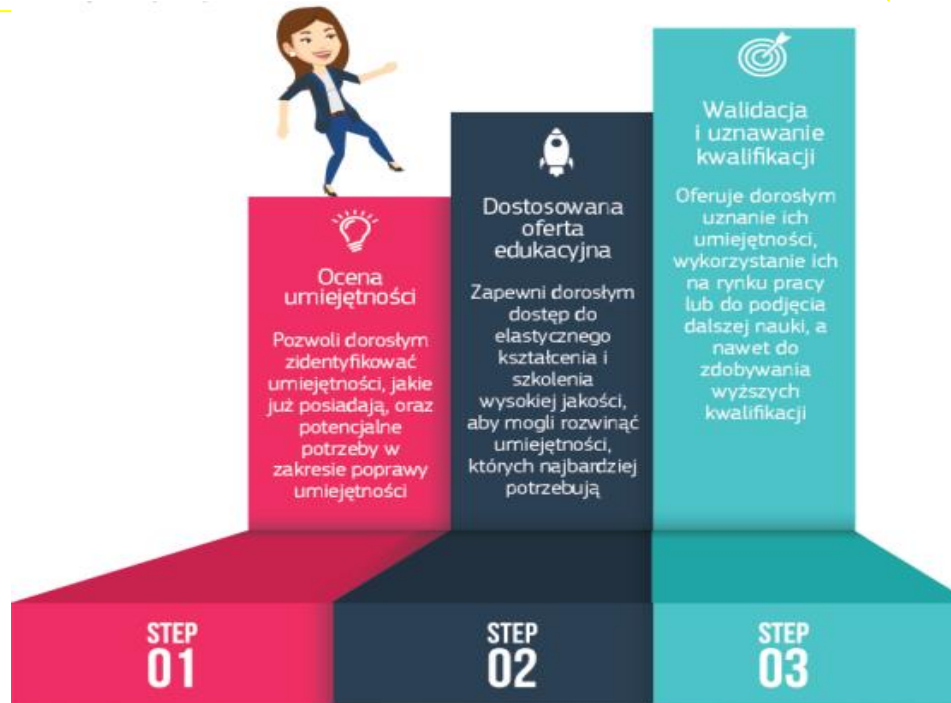 Ocena
umiejętności
Pozwoli dorosłym
zidentyfikować
umiejętności, jakie
już posiadają, oraz
potencjalne
potrzeby w
zakresie poprawy
umiejętności
STEP
01
Dostosowana
oferta
edukacyjna
Zapewni dorosłym
dostęp do
elastycznego
kształcenia i
szkolenia
wysokiej jakości,
aby mogli rozwinąć
umiejętności,
których najbardziej
potrzebują
STEP
02
Walidacja
i uznawanie
kwalifikacji
Oferuje dorosłym
uznanie ich
umiejętności,
wykorzystanie ich
na rynku pracy
lub do podjęcia
dalszej nauki, a
nawet do
zdobywania
wyższych
kwalifikacji
STEP
03